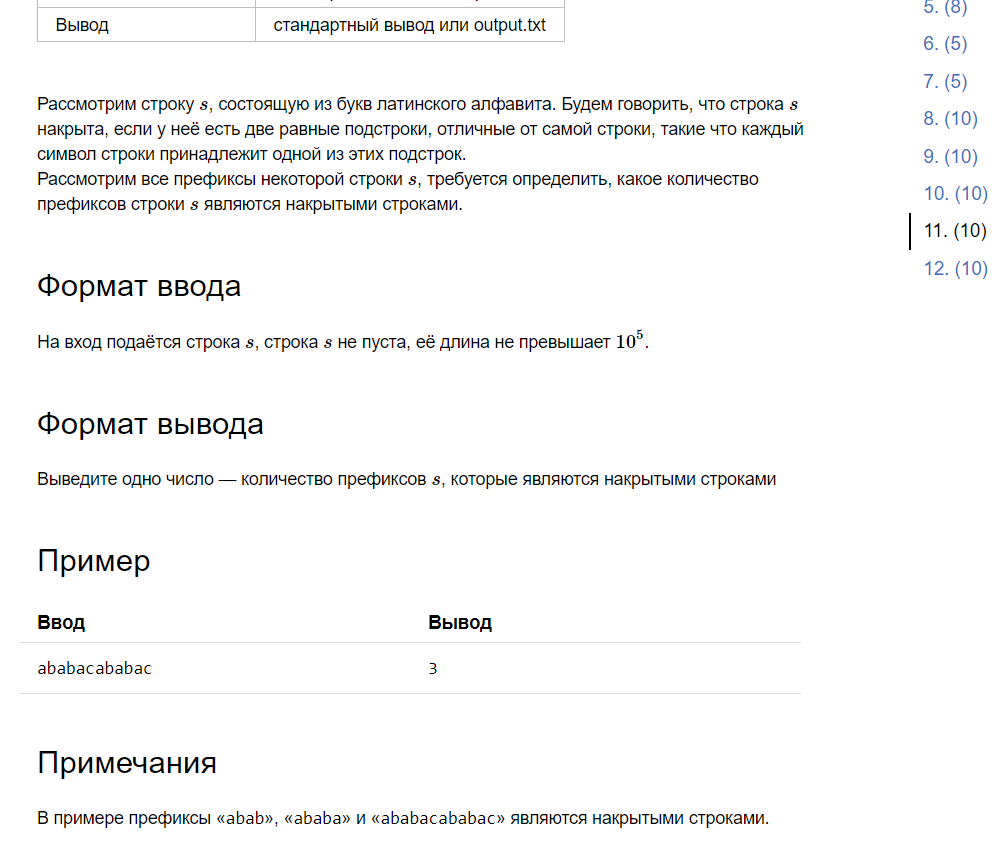 Вывод стандартный вывод или output.txt
Рассмотрим строку s, состоящую из букв латинского алфавита. Будем говорить, что строка s
накрыта, если у неё есть две равные подстроки, отличные от самой строки, такие что каждый
символ строки принадлежит одной из этих подстрок.
Рассмотрим все префиксы некоторой строки s, требуется определить, какое количество
префиксов строки s являются накрытыми строками.
Формат ввода
На вход подаётся строка s, строка s не пуста, её длина не превышает 10⁵.
Формат вывода
Выведите одно число — количество префиксов s, которые являются накрытыми строками
Пример
Ввод Вывод
ababacababac 3
Примечания
В примере префиксы «abab», «ababa» и «ababacababac» являются накрытыми строками.
5. (8)
6. (5)
7. (5)
8. (10)
9. (10)
10. (10)
11. (10)
12. (10)